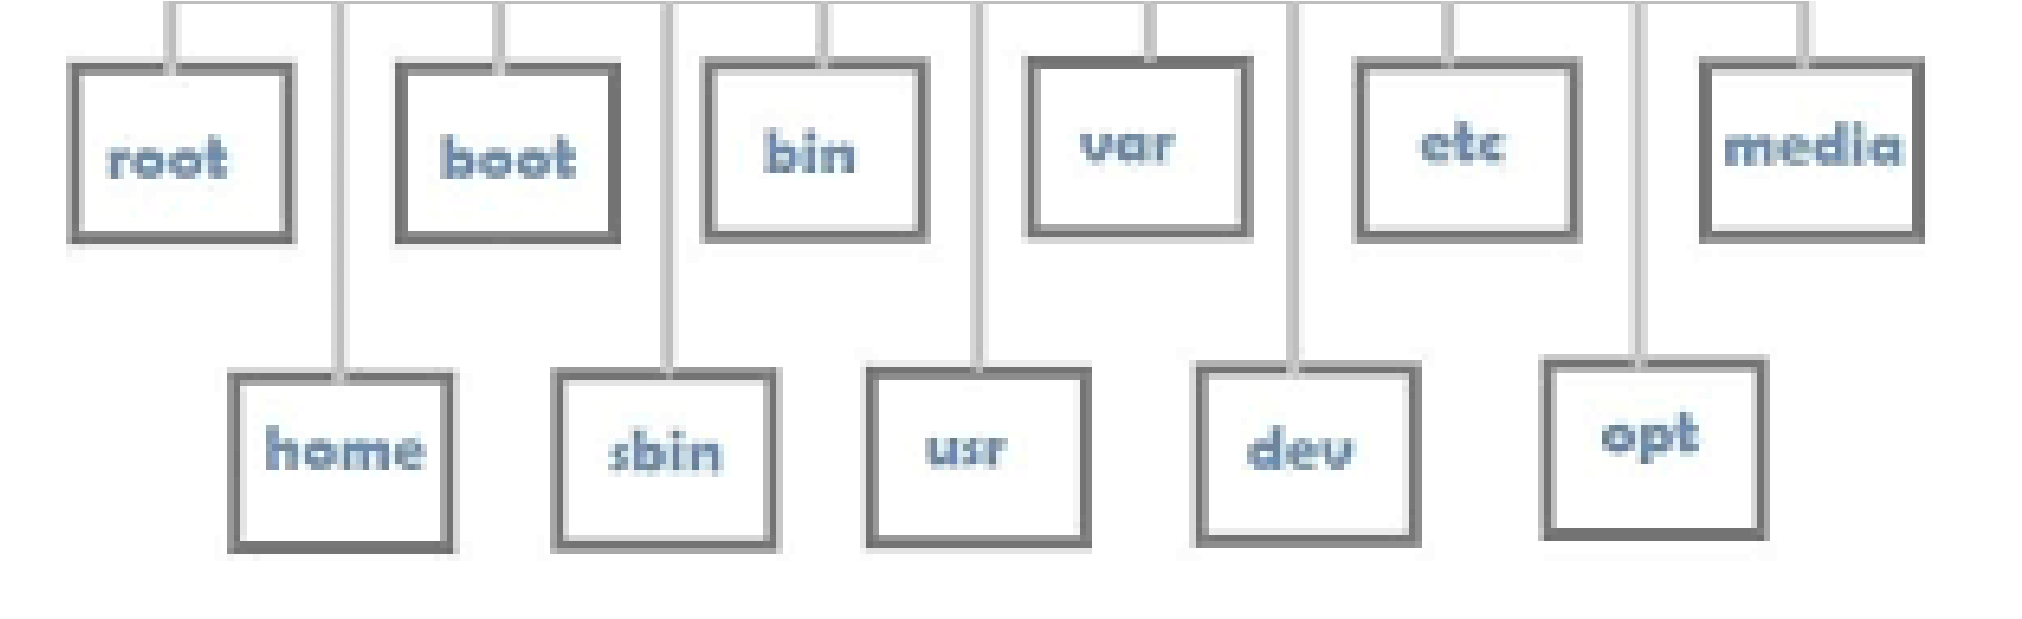 root boot bin var etc media
home sbin usr dev opt